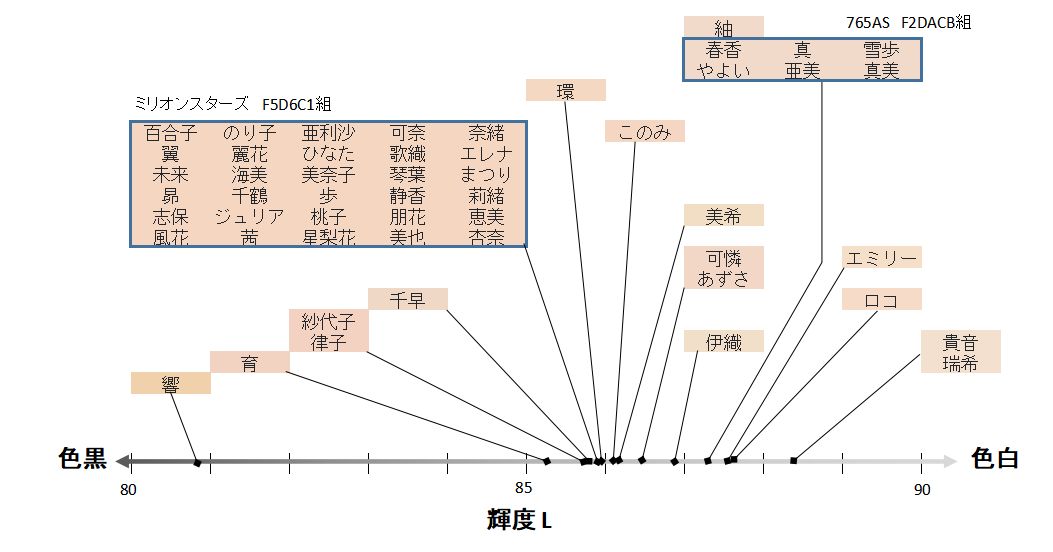 765AS F2DACB組
紬
春香 真 雪歩
やよい 亜美 真美
環
ミリオンスターズ F5D6C1組
このみ
百合子 のり子 亜利沙 可奈 奈緒
翼 麗花 ひなた 歌織 エレナ
未来 海美 美奈子 琴葉 まつり
昴 千鶴 歩 静香 莉緒
志保 ジュリア 桃子 朋花 恵美
風花 茜 星梨花 美也 杏奈
美希
可憐
あずさ
エミリー
千早
ロコ
紗代子
律子
伊織
貴音
瑞希
育
響
色黒
色白
80
85
90
輝度 L